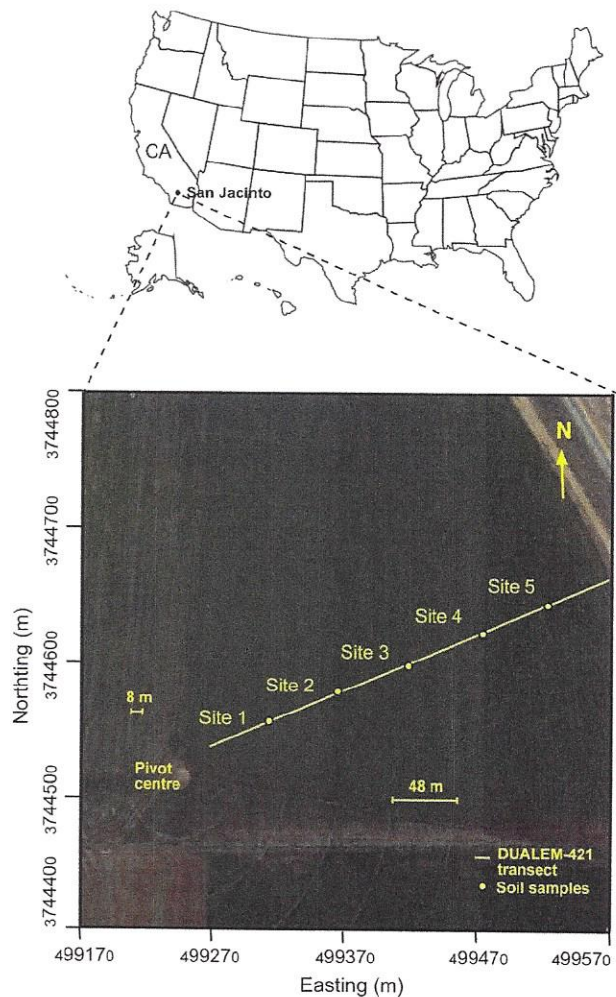 CA
San Jacinto
3744800
3744700
3744600
3744500
3744400
Northting (m)
N
Site 5
Site 4
Site 3
Site 2
Site 1
8 m
Pivot
centre
48 m
DUALEM-421
transect
Soil samples
499170
499270
499370
499470
499570
Easting (m)